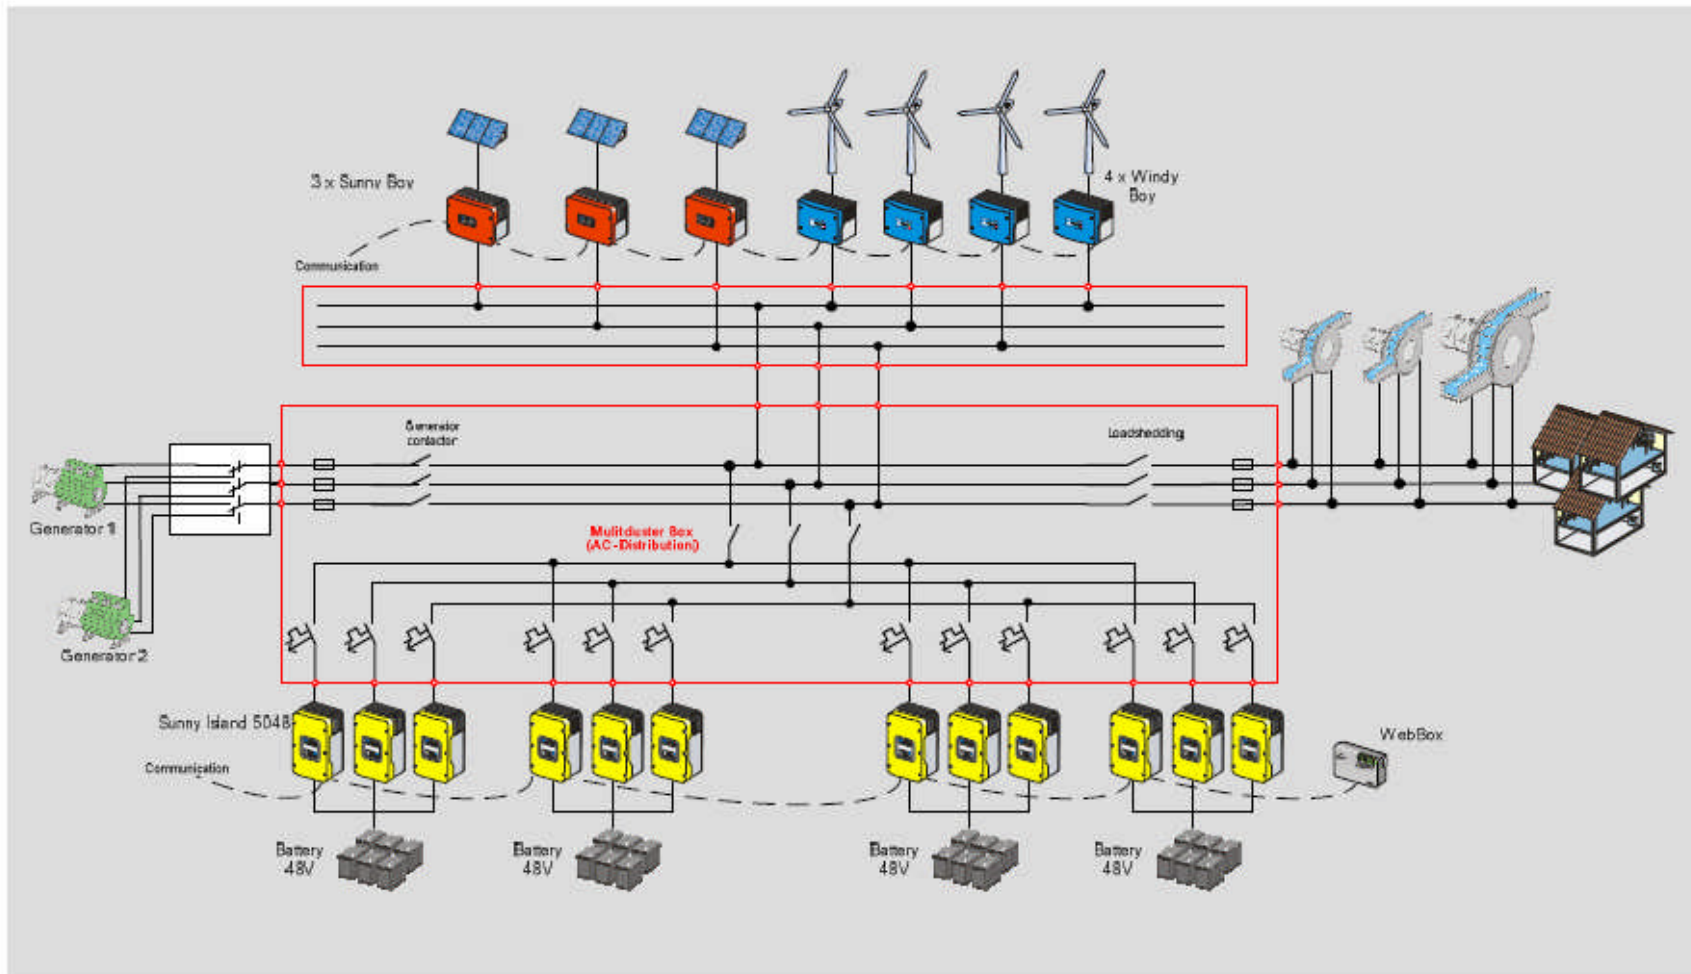 3 x Sunny Boy
4 x Windy
Boy
Communication
Generator
contactor
Loadshedding
Generator 1
Mulitcluster Box
(AC-Distribution)
Generator 2
Sunny Island 5048
WebBox
Communication
Battery
48V
Battery
48V
Battery
48V
Battery
48V